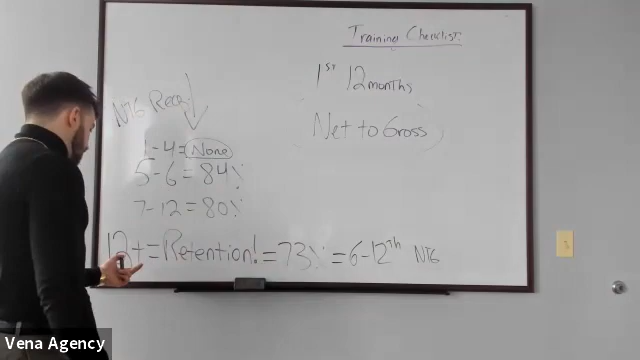 Training Checklist
1st 12 months
Net to Gross
NTG
1-4 = None
5-6 = 84%
7-12 = 80%
12+ = Retention! = 73% = 6-12th NTG
Vena Agency